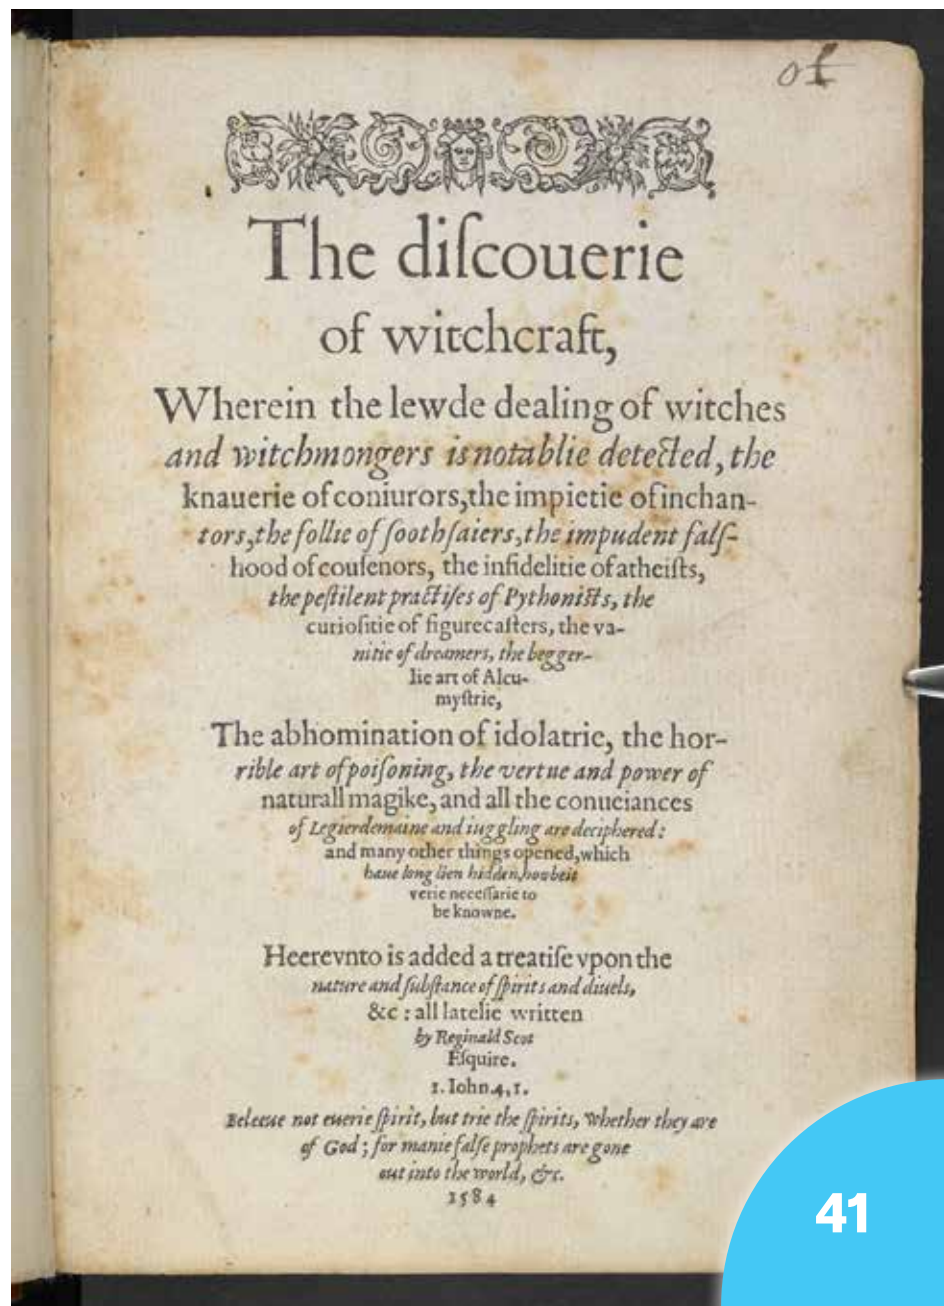 of
The diſcouerie
of witchcraft,
Wherein the lewde dealing of witches
and witchmongers is notablie detected, the
knauerie of coniurors, the impietie of inchan-
tors, the follie of ſoothſaiers, the impudent falſ-
hood of couſenors, the infidelitie of atheiſts,
the peſtilent practiſes of Pythoniſts, the
curioſitie of figurecaſters, the va-
nitie of dreamers, the begger-
lie art of Alcu-
myſtrie,
The abhomination of idolatrie, the hor-
rible art of poiſoning, the vertue and power of
naturall magike, and all the conueiances
of Legierdemaine and iuggling are deciphered:
and many other things opened, which
haue long lien hidden, howbeit
verie neceſſarie to
be knowne.
Heerevnto is added a treatiſe vpon the
nature and ſubſtance of ſpirits and diuels,
&c : all latelie written
by Reginald Scot
Eſquire.
1. Iohn.4,1.
Beleeue not euerie ſpirit, but trie the ſpirits, whether they are
of God; for manie falſe prophets are gone
out into the world, &c.
1584
41